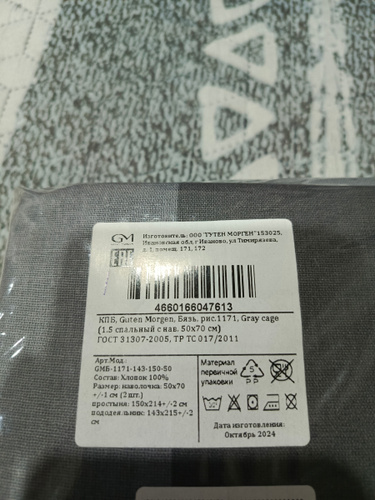 GM
Изготовитель: ООО "ГУТЕН МОРГЕН" 153025,
Ивановская обл, г Иваново, ул Тимирязева,
д. 1, помещ. 171, 172
EAC
4660166047613
КПБ, Guten Morgen, Бязь, рис.1171, Gray cage
(1.5 спальный с нав. 50х70 см)
ГОСТ 31307-2005, ТР ТС 017/2011
Арт.Мод.:
GMБ-1171-143-150-50
Состав: Хлопок 100%
Размер: наволочка: 50х70
+/-1 см (2 шт.)
простыня: 150х214+/-2 см
пододеяльник: 143х215+/-2
см
Материал
первичной
упаковки
5
PP
Дата изготовления:
Октябрь 2024